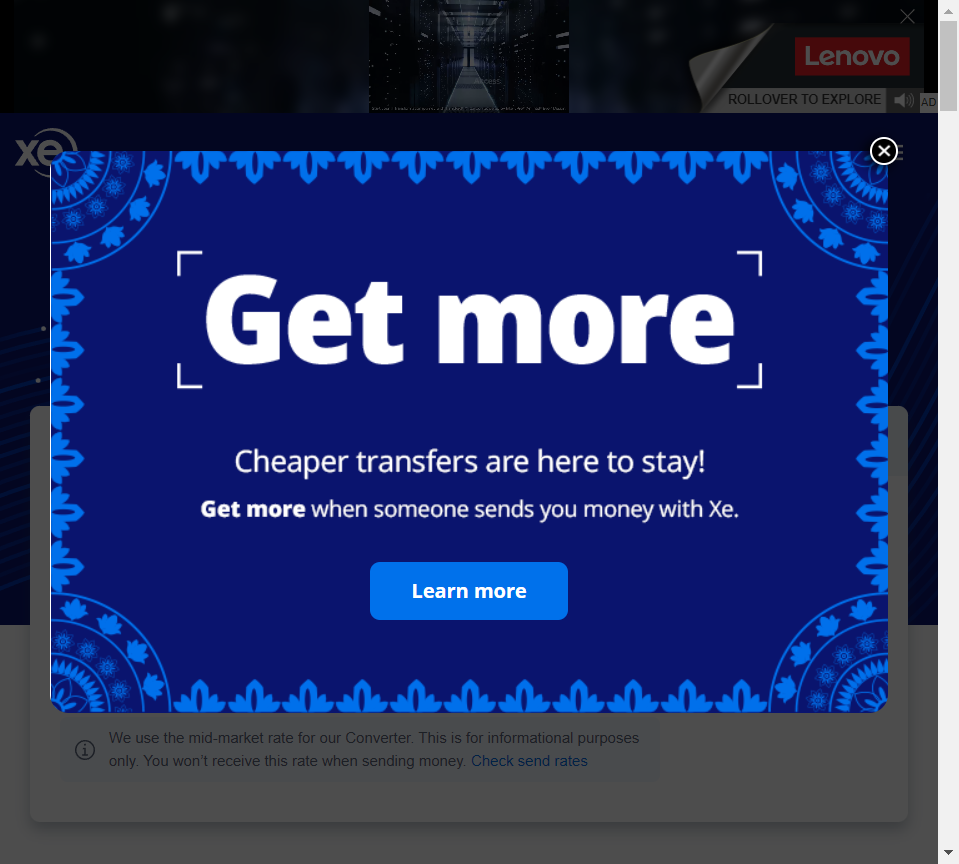 Lenovo
ROLLOVER TO EXPLORE
AD
xe
Get more
Cheaper transfers are here to stay!
Get more when someone sends you money with Xe.
Learn more
We use the mid-market rate for our Converter. This is for informational purposes
only. You won’t receive this rate when sending money. Check send rates